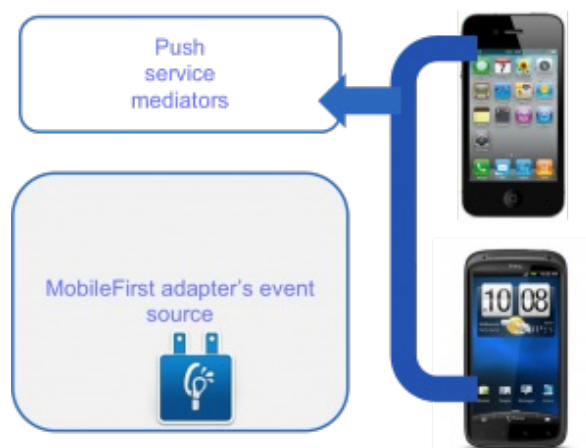 Push
service
mediators
MobileFirst adapter's event
source
10 08